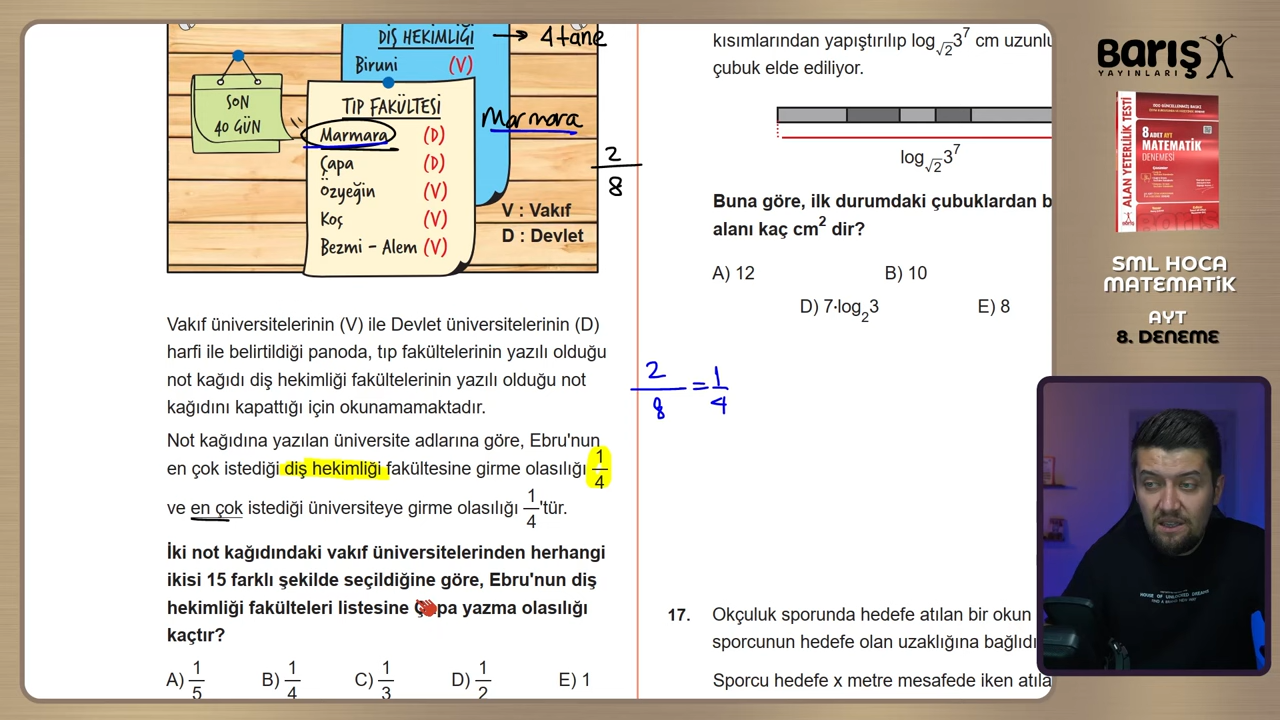 DİŞ HEKİMLİĞİ → 4 tane
Biruni (V)
SON
40 GÜN
TIP FAKÜLTESİ
Marmara (D)
Marmara
Çapa (D)
Özyeğin (V)
Koş (V)
Bezmi - Alem (V)
2/8
V : Vakıf
D : Devlet
Vakıf üniversitelerinin (V) ile Devlet üniversitelerinin (D)
harfi ile belirtildiği panoda, tıp fakültelerinin yazılı olduğu
not kağıdı diş hekimliği fakültelerinin yazılı olduğu not
kağıdını kapattığı için okunamamaktadır.
Not kağıdına yazılan üniversite adlarına göre, Ebru'nun
en çok istediği diş hekimliği fakültesine girme olasılığı 1/4
ve en çok istediği üniversiteye girme olasılığı 1/4'tür.
İki not kağıdındaki vakıf üniversitelerinden herhangi
ikisi 15 farklı şekilde seçildiğine göre, Ebru'nun diş
hekimliği fakülteleri listesine Çapa yazma olasılığı
kaçtır?
A) 1/5 B) 1/4 C) 1/3 D) 1/2 E) 1
2/8 = 1/4
kısımlarından yapıştırılıp log√2 3^7 cm
çubuk elde ediliyor.
log√2 3^7
Buna göre, ilk durumdaki çubuklardan
alanı kaç cm² dir?
A) 12 B) 10
D) 7·log₂3 E) 8
17. Okçuluk sporunda hedefe atılan bir okun
sporcunun hedefe olan uzaklığına
Sporcu hedefe x metre mesafede iken
BARIŞ
YAYINLARI
ALAN YETERLİLİK TESTİ
8 ADET AYT
MATEMATİK
DENEMESİ
SML HOCA
MATEMATİK
AYT
8. DENEME